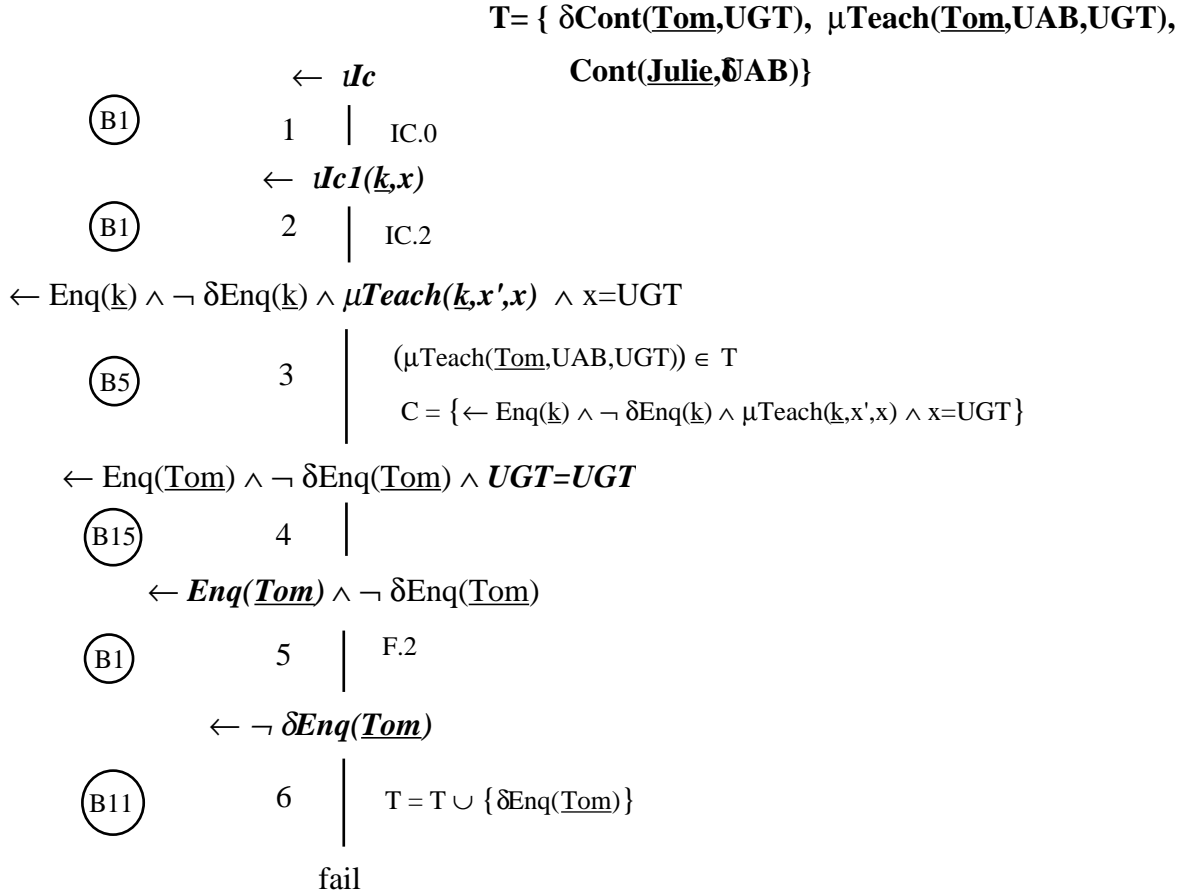 T= { δCont(Tom,UGT), μTeach(Tom,UAB,UGT),
Cont(Julie,δUAB)}
← ιIc
B1 1 IC.0
← ιIc1(k,x)
B1 2 IC.2
← Enq(k) ∧ ¬ δEnq(k) ∧ μTeach(k,x',x) ∧ x=UGT
(μTeach(Tom,UAB,UGT)) ∈ T
B5 3
C = {← Enq(k) ∧ ¬ δEnq(k) ∧ μTeach(k,x',x) ∧ x=UGT}
← Enq(Tom) ∧ ¬ δEnq(Tom) ∧ UGT=UGT
B15 4
← Enq(Tom) ∧ ¬ δEnq(Tom)
B1 5 F.2
← ¬ δEnq(Tom)
B11 6 T = T ∪ {δEnq(Tom)}
fail